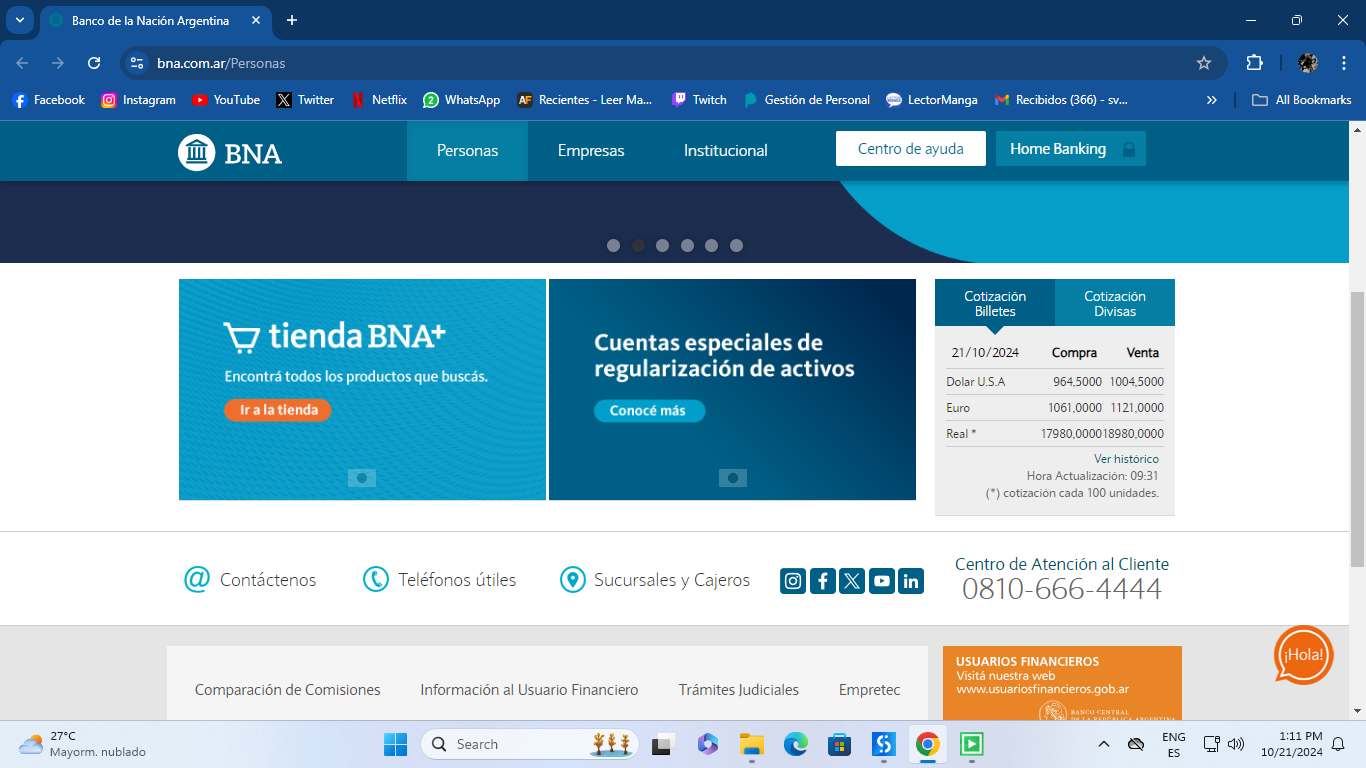 Banco de la Nación Argentina
bna.com.ar/Personas
Facebook Instagram YouTube Twitter Netflix WhatsApp Recientes - Leer Ma... Twitch Gestión de Personal LectorManga Recibidos (366) - sv... All Bookmarks
BNA Personas Empresas Institucional Centro de ayuda Home Banking
tienda BNA+
Encontrá todos los productos que buscás.
Ir a la tienda
Cuentas especiales de
regularización de activos
Conocé más
Cotización
Billetes
Cotización
Divisas
21/10/2024 Compra Venta
Dolar U.S.A 964,5000 1004,5000
Euro 1061,0000 1121,0000
Real * 17980,0000 18980,0000
Ver histórico
Hora Actualización: 09:31
(*) cotización cada 100 unidades.
Contáctenos Teléfonos útiles Sucursales y Cajeros
Centro de Atención al Cliente
0810-666-4444
¡Hola!
Comparación de Comisiones Información al Usuario Financiero Trámites Judiciales Empretec
USUARIOS FINANCIEROS
Visitá nuestra web
www.usuariosfinancieros.gob.ar
BANCO CENTRAL
DE LA REPÚBLICA ARGENTINA
27°C
Mayorm. nublado
Search
ENG
ES
1:11 PM
10/21/2024